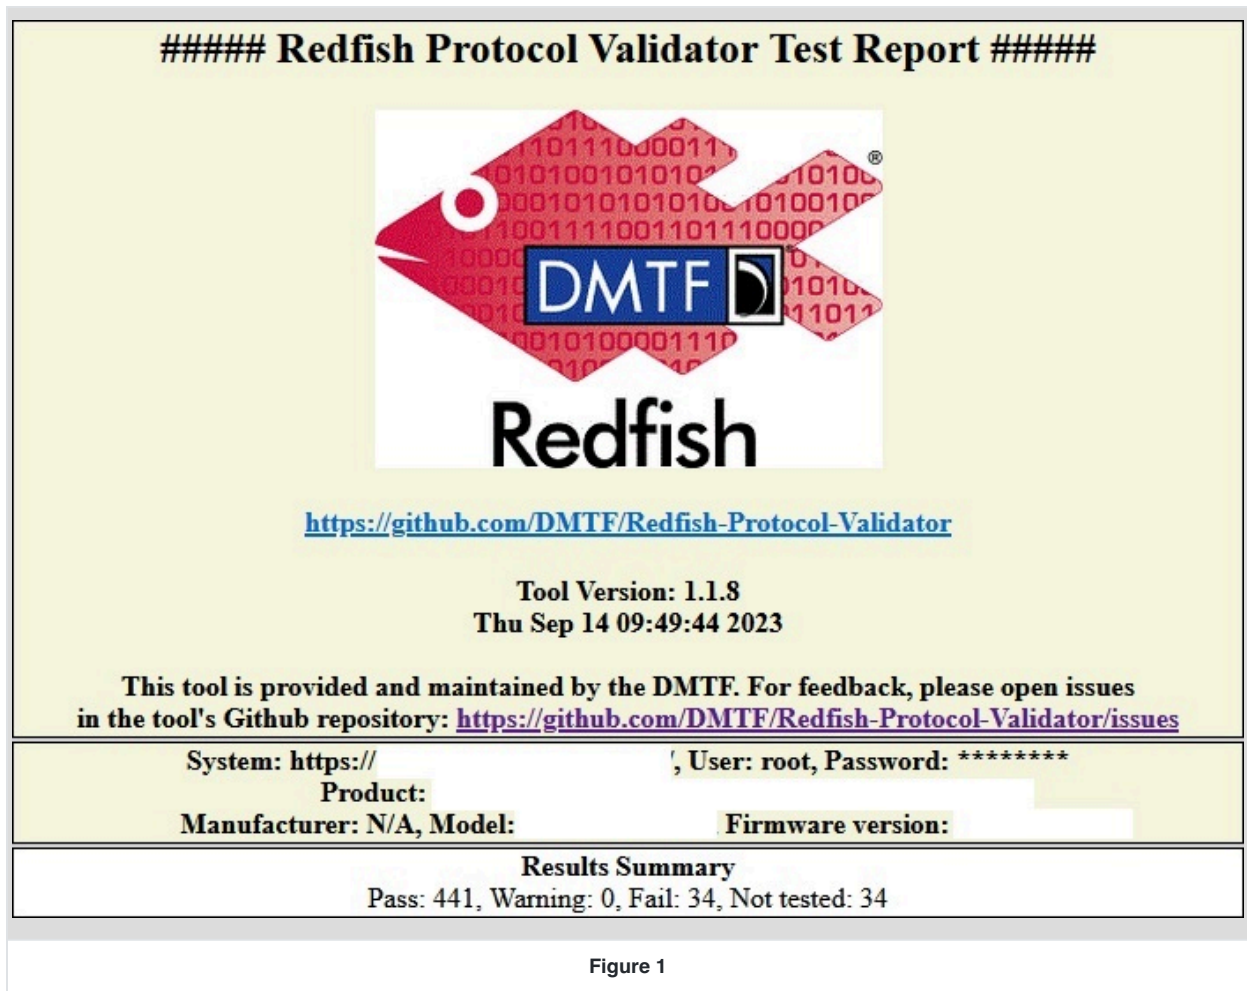 ##### Redfish Protocol Validator Test Report #####
DMTF
Redfish
https://github.com/DMTF/Redfish-Protocol-Validator
Tool Version: 1.1.8
Thu Sep 14 09:49:44 2023
This tool is provided and maintained by the DMTF. For feedback, please open issues
in the tool's Github repository: https://github.com/DMTF/Redfish-Protocol-Validator/issues
System: https:// ', User: root, Password: ********
Product:
Manufacturer: N/A, Model: Firmware version:
Results Summary
Pass: 441, Warning: 0, Fail: 34, Not tested: 34
Figure 1